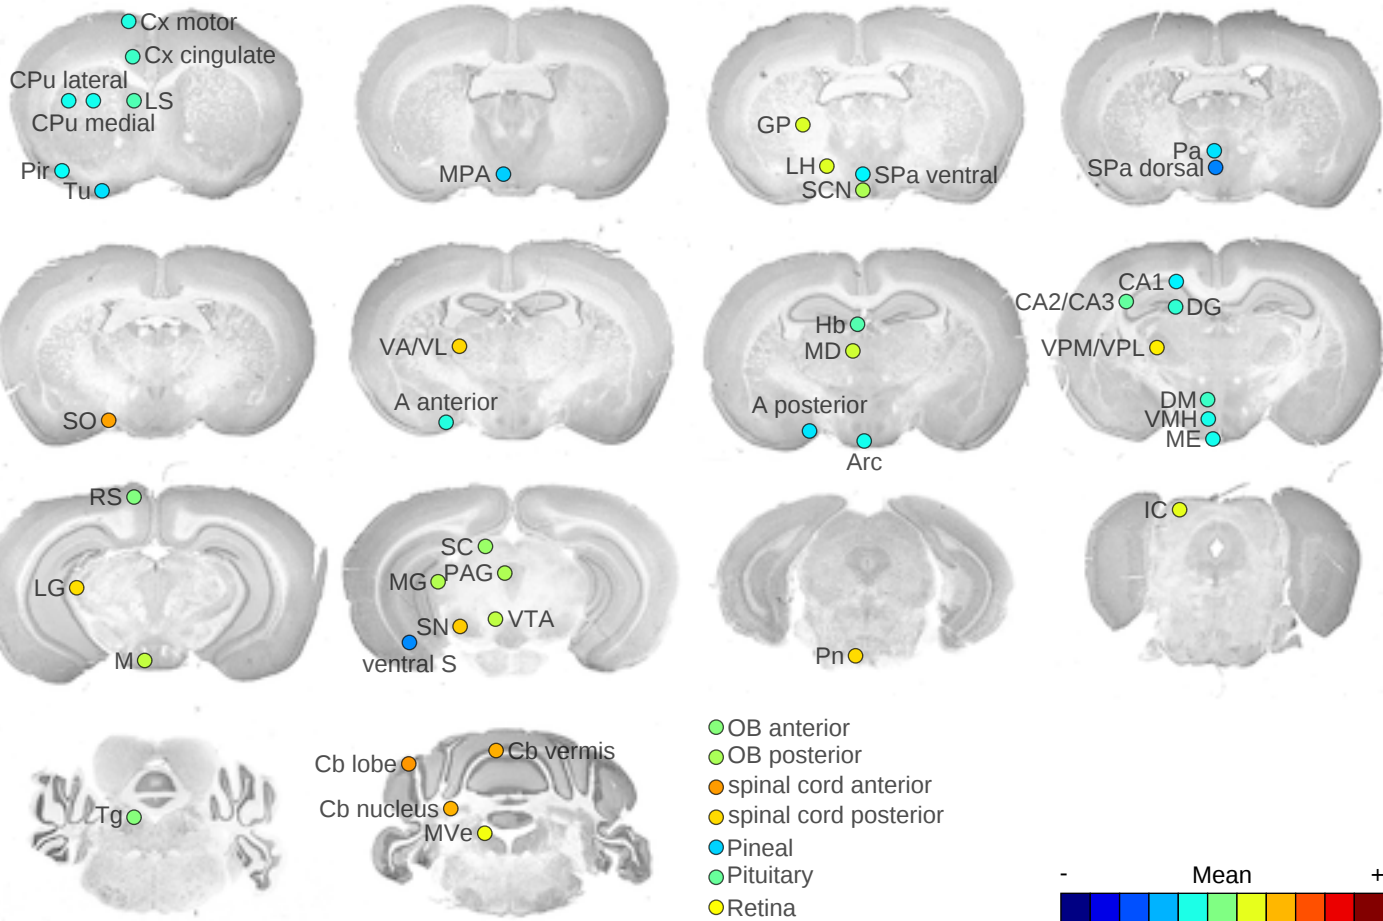 Cx motor
Cx cingulate
CPu lateral
LS
CPu medial
Pir
Tu
MPA
GP
LH
SPa ventral
SCN
Pa
SPa dorsal
SO
VA/VL
A anterior
Hb
MD
A posterior
Arc
CA1
CA2/CA3
DG
VPM/VPL
DM
VMH
ME
RS
LG
M
SC
PAG
MG
VTA
SN
ventral S
Pn
IC
Tg
Cb vermis
Cb lobe
Cb nucleus
MVe
OB anterior
OB posterior
spinal cord anterior
spinal cord posterior
Pineal
Pituitary
Retina
- Mean +